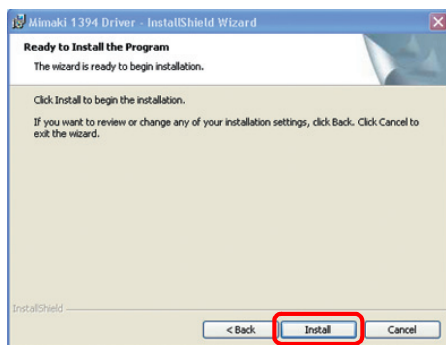 Mimaki 1394 Driver - InstallShield Wizard
Ready to Install the Program
The wizard is ready to begin installation.
Click Install to begin the installation.
If you want to review or change any of your installation settings, click Back. Click Cancel to
exit the wizard.
InstallShield
< Back
Install
Cancel